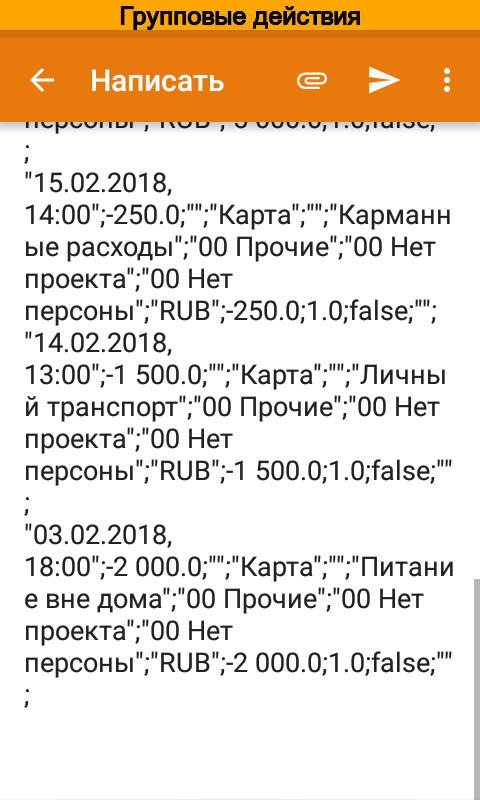 Групповые действия
Написать
персоны";"RUB";-3 000.0;1.0;false;""
;
"15.02.2018,
14:00";-250.0;"";"Карта";"";"Карманн
ые расходы";"00 Прочие";"00 Нет
проекта";"00 Нет
персоны";"RUB";-250.0;1.0;false;"";
"14.02.2018,
13:00";-1 500.0;"";"Карта";"";"Личны
й транспорт";"00 Прочие";"00 Нет
проекта";"00 Нет
персоны";"RUB";-1 500.0;1.0;false;""
;
"03.02.2018,
18:00";-2 000.0;"";"Карта";"";"Питани
е вне дома";"00 Прочие";"00 Нет
проекта";"00 Нет
персоны";"RUB";-2 000.0;1.0;false;""
;